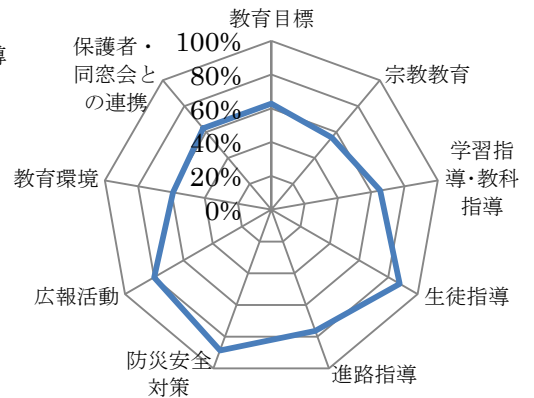 教育目標
保護者・
同窓会と
の連携
100%
80%
60%
40%
20%
0%
宗教教育
学習指
導・教科
指導
生徒指導
進路指導
防災安全
対策
広報活動
教育環境
導